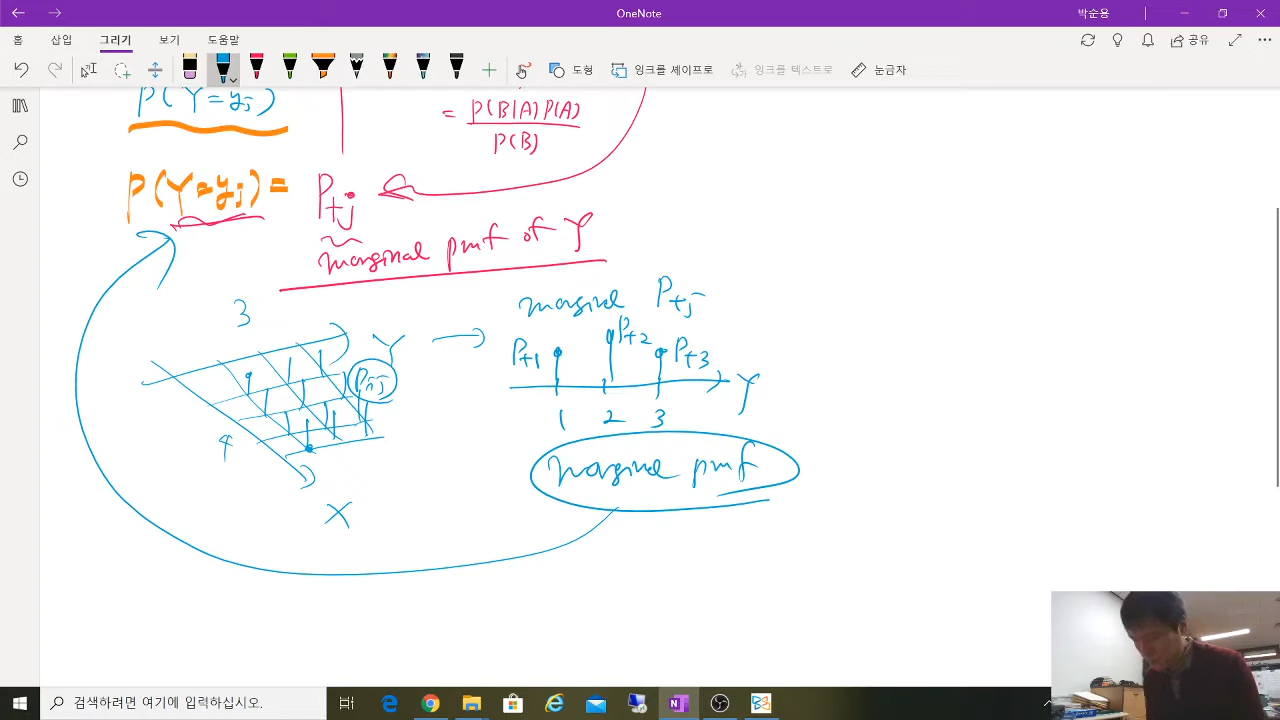 OneNote
박순용
홈 삽입 그리기 보기 도움말
공유
도형 잉크를 셰이프로 잉크를 텍스트로 눈금자
P(Y=yj)
= P(B|A)P(A)
P(B)
P(Y=yj) = P+j
marginal pmf of Y
3
marginal P+j
Y
P+1 P+2 P+3
Pij
Y
1 2 3
4
marginal pmf
X
검색하려면 여기에 입력하십시오.